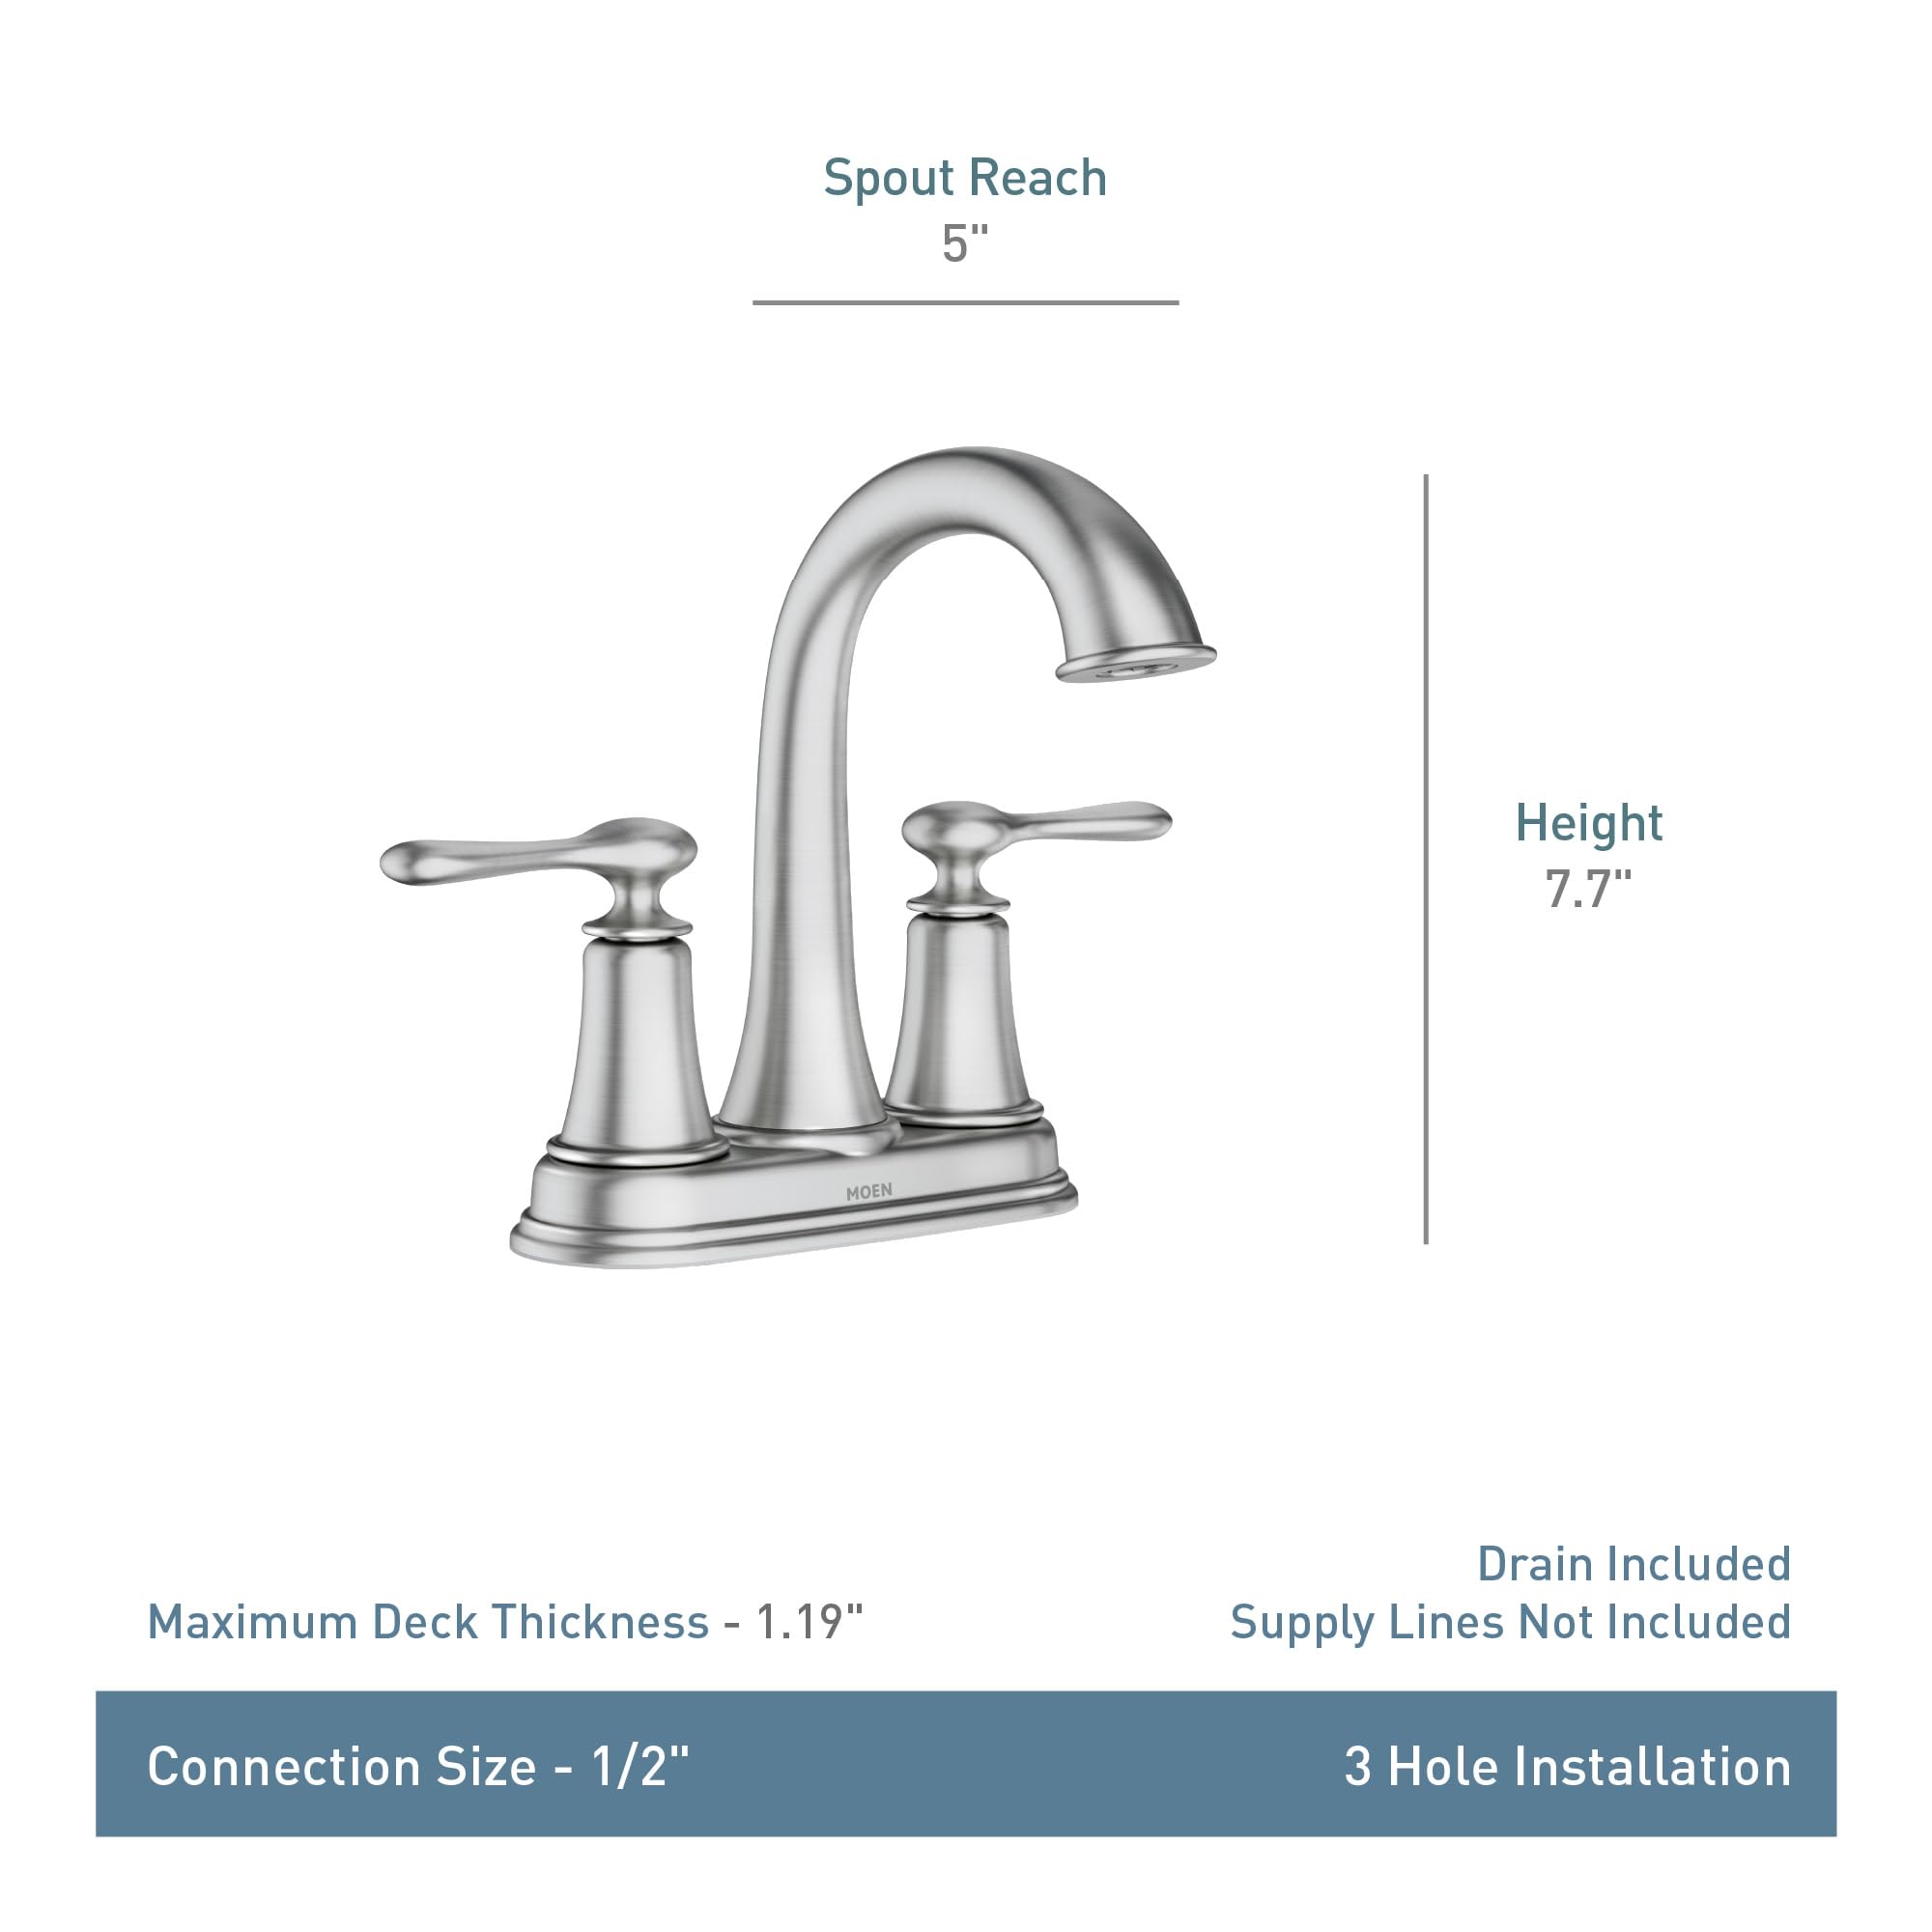 Spout Reach
5"
Height
7.7"
MOEN
Drain Included
Maximum Deck Thickness - 1.19"
Supply Lines Not Included
Connection Size - 1/2"
3 Hole Installation